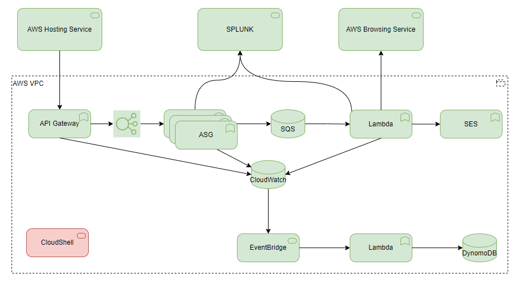 AWS Hosting Service
SPLUNK
AWS Browsing Service
AWS VPC
API Gateway
ASG
SQS
Lambda
SES
CloudWatch
CloudShell
EventBridge
Lambda
DynomoDB